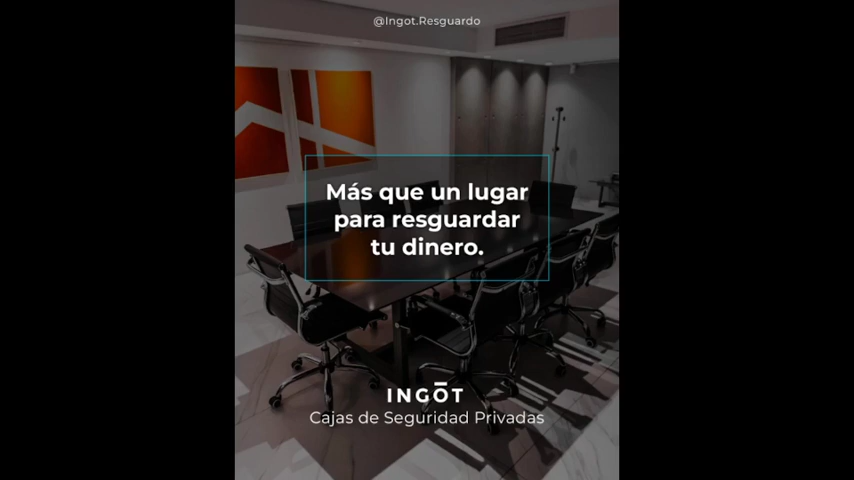 @Ingot.Resguardo
Más que un lugar
para resguardar
tu dinero.
INGŌT
Cajas de Seguridad Privadas